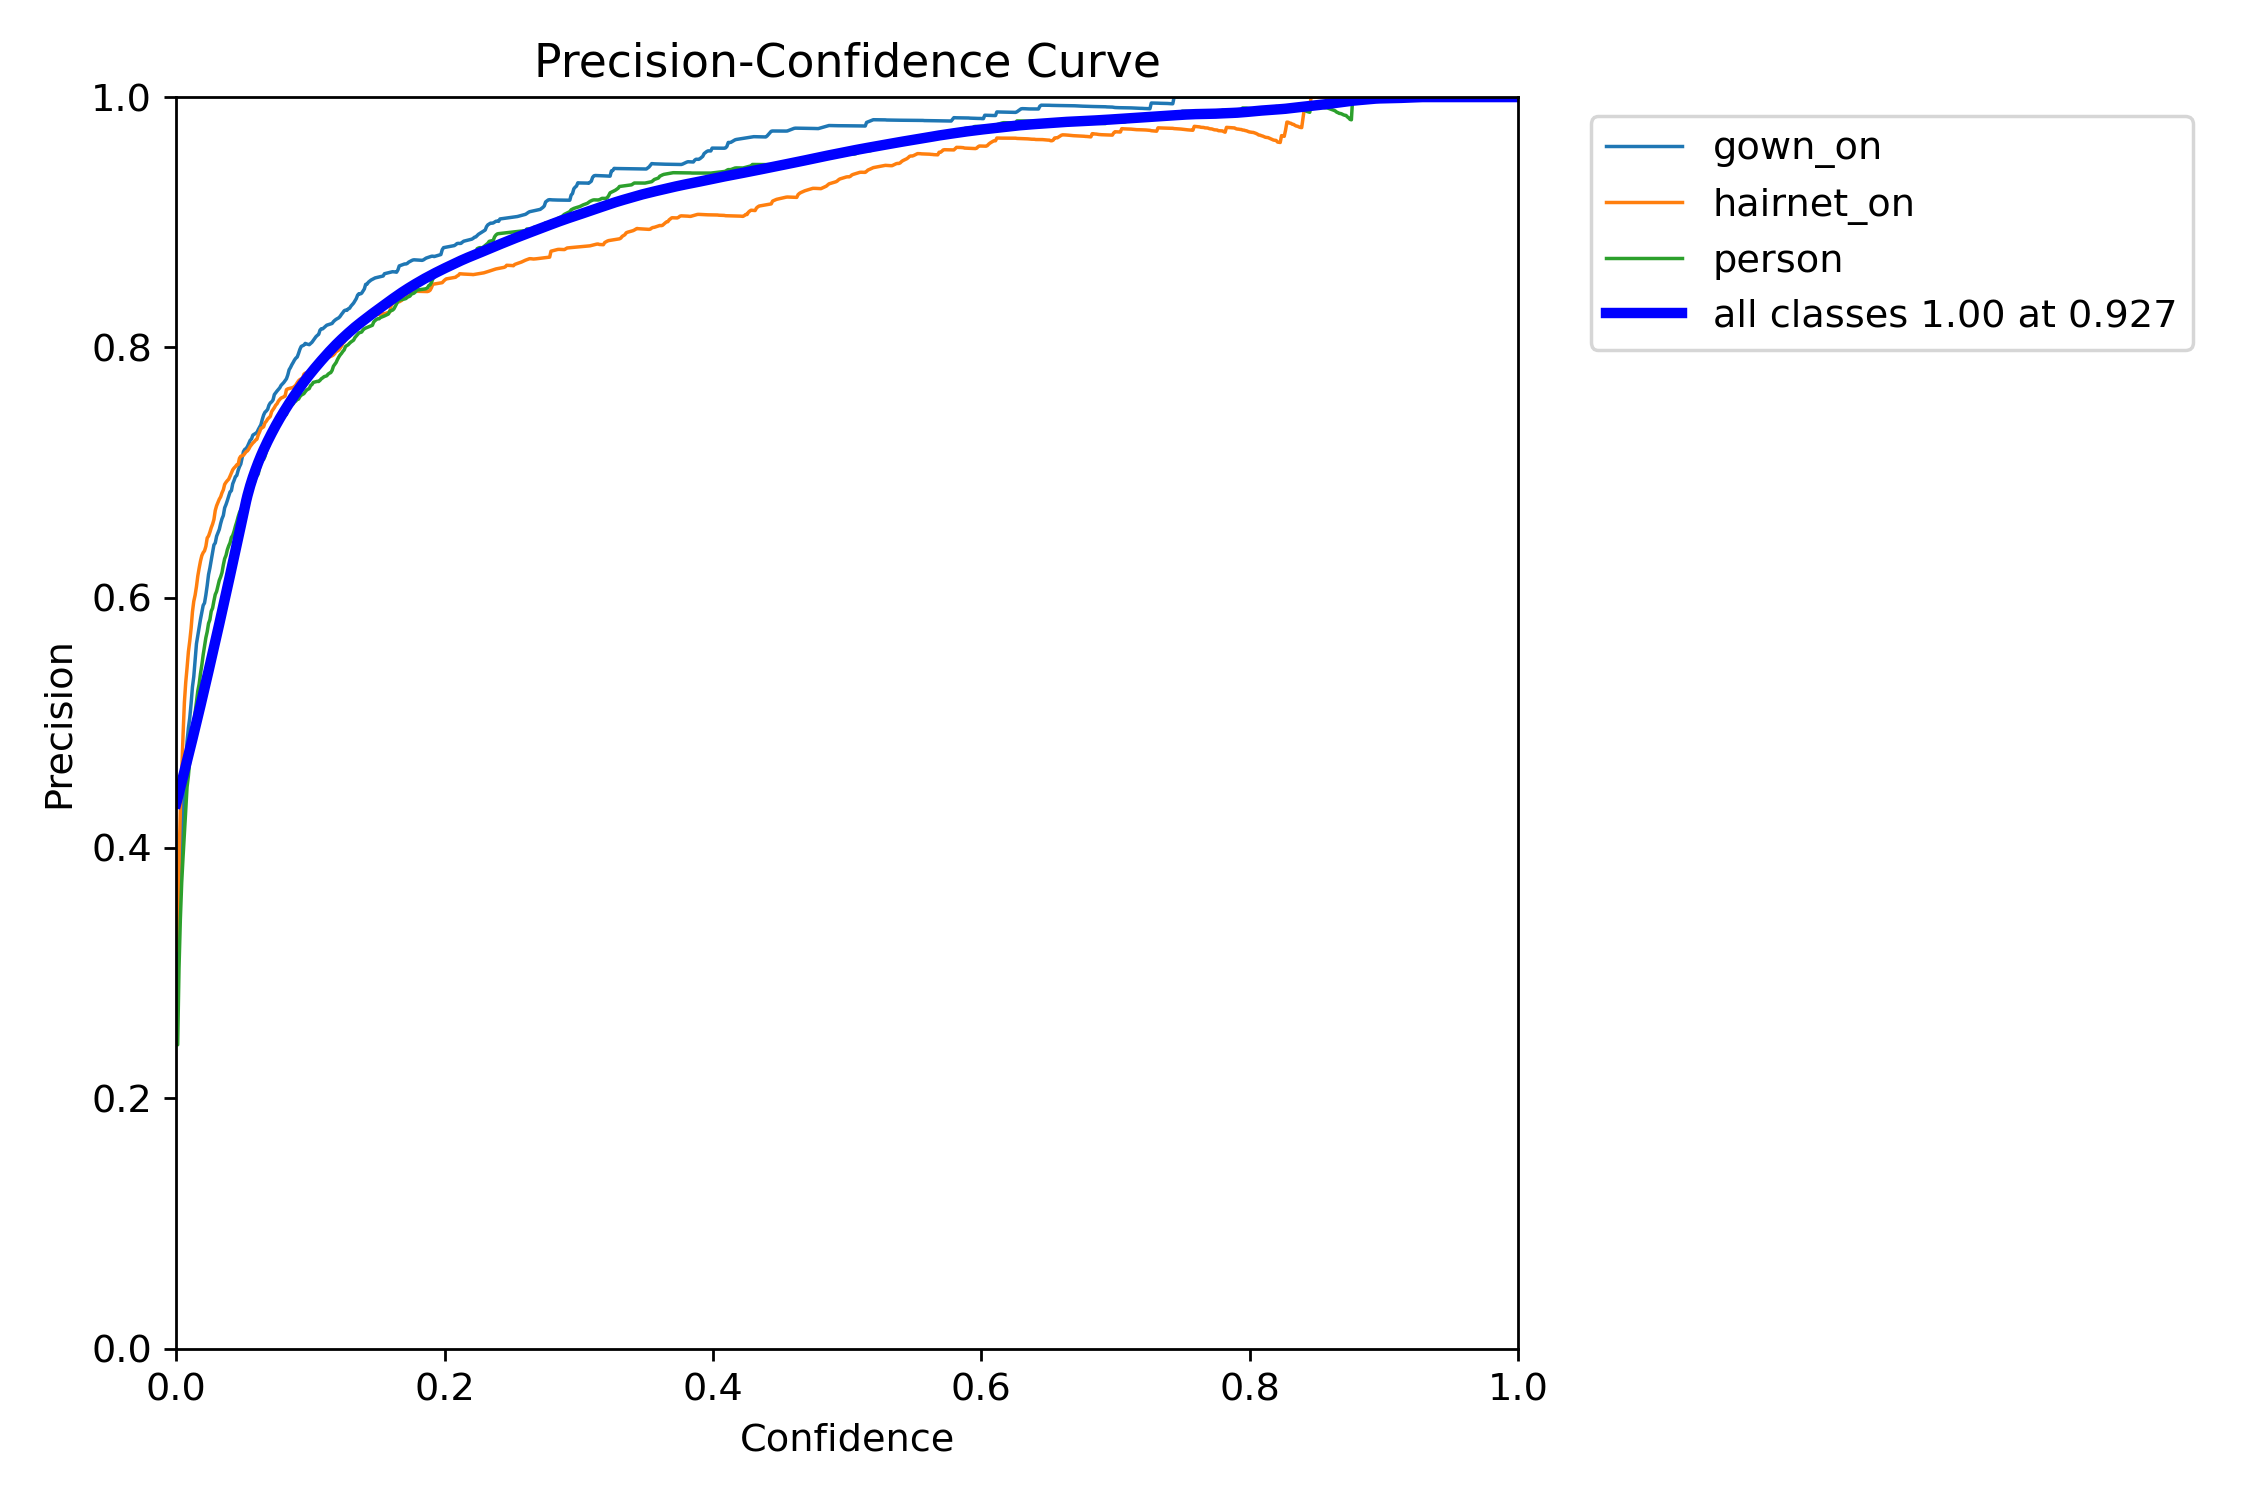 Precision-Confidence Curve
1.0
0.8
0.6
0.4
0.2
0.0
Precision
0.0 0.2 0.4 0.6 0.8 1.0
Confidence
gown_on
hairnet_on
person
all classes 1.00 at 0.927